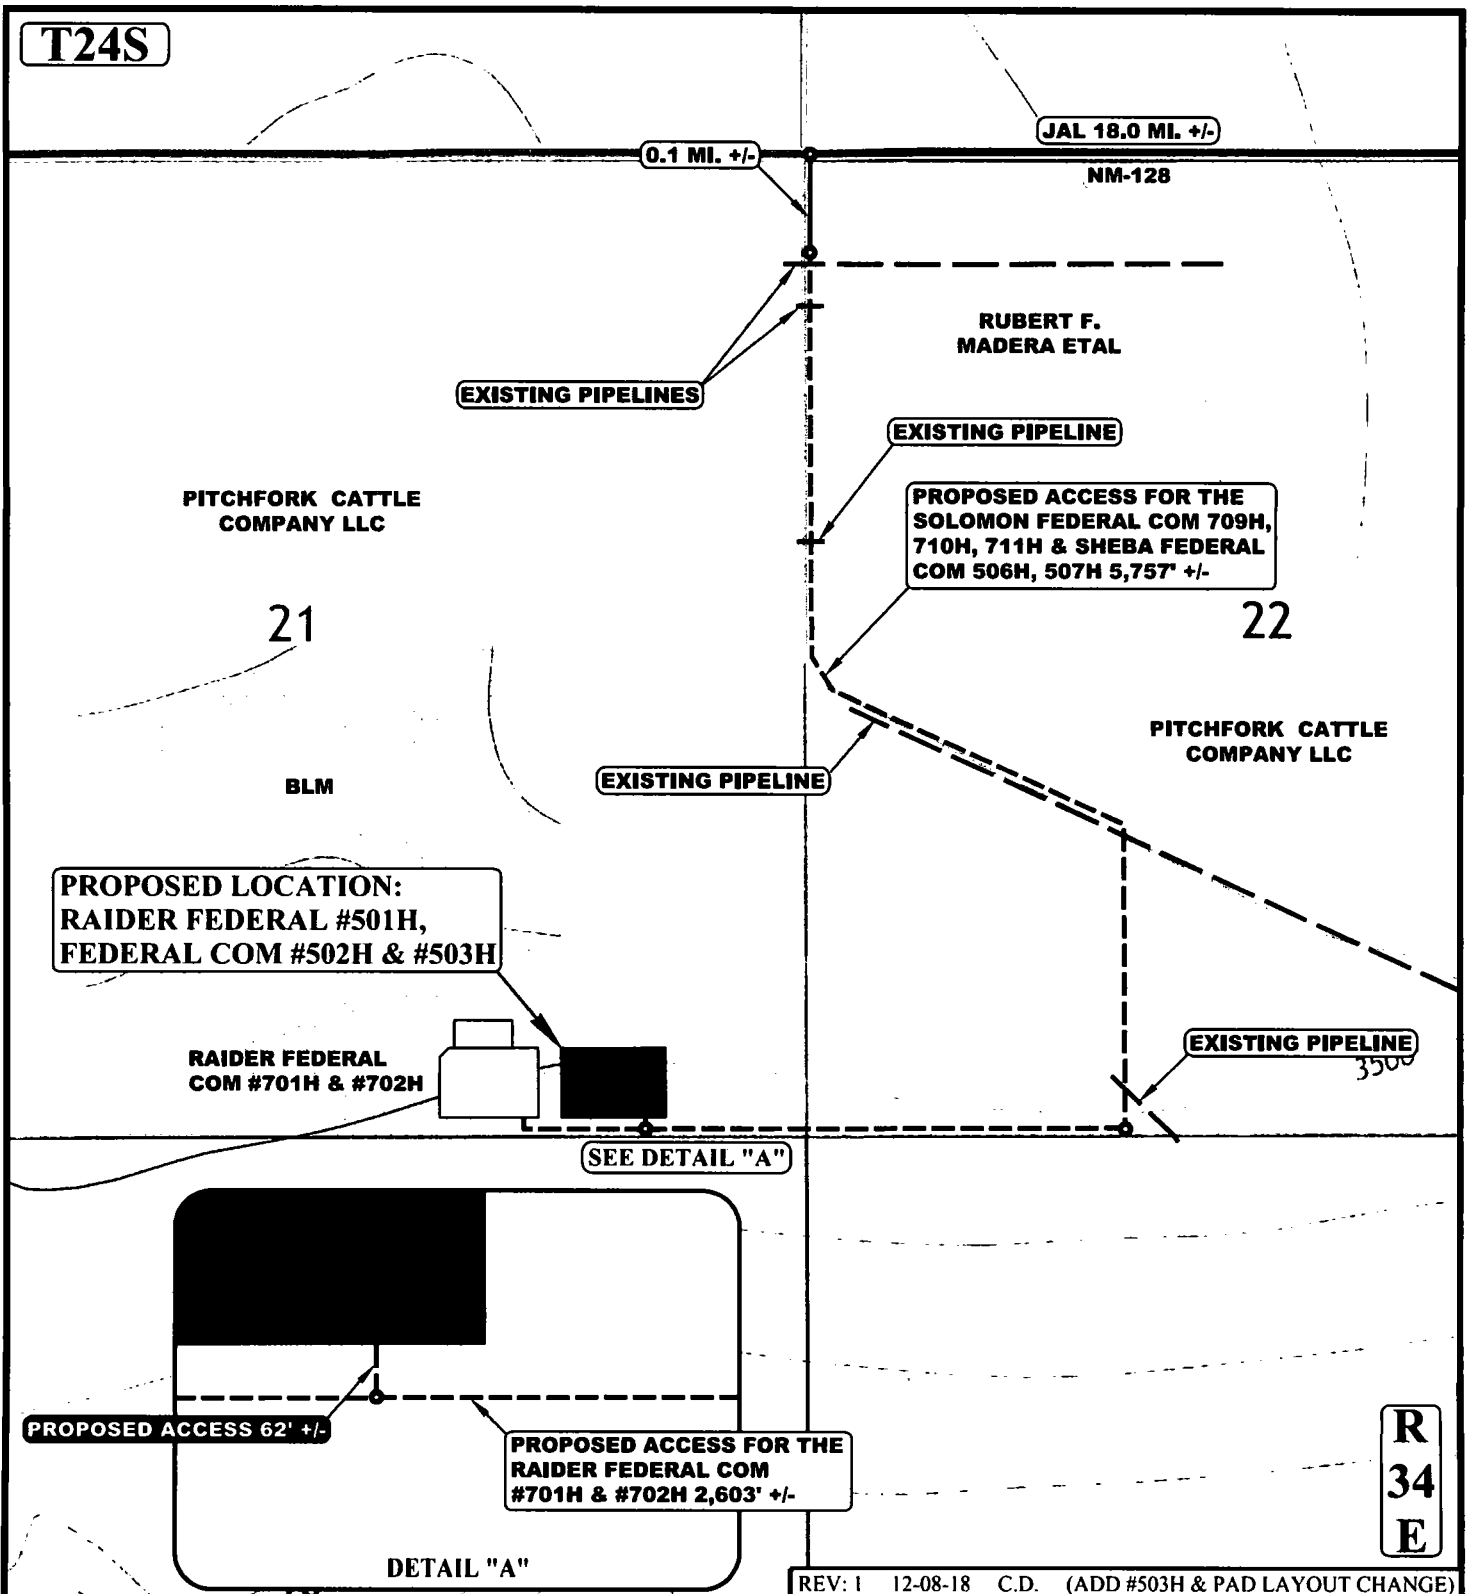 T24S
JAL 18.0 MI. +/-
0.1 MI. +/-
NM-128
RUBERT F.
MADERA ETAL
EXISTING PIPELINES
EXISTING PIPELINE
PITCHFORK CATTLE
COMPANY LLC
PROPOSED ACCESS FOR THE
SOLOMON FEDERAL COM 709H,
710H, 711H & SHEBA FEDERAL
COM 506H, 507H 5,757' +/-
21
22
PITCHFORK CATTLE
COMPANY LLC
EXISTING PIPELINE
BLM
PROPOSED LOCATION:
RAIDER FEDERAL #501H,
FEDERAL COM #502H & #503H
RAIDER FEDERAL
COM #701H & #702H
EXISTING PIPELINE
3500
SEE DETAIL "A"
PROPOSED ACCESS 62' +/-
PROPOSED ACCESS FOR THE
RAIDER FEDERAL COM
#701H & #702H 2,603' +/-
R
34
E
DETAIL "A"
REV: 1 12-08-18 C.D. (ADD #503H & PAD LAYOUT CHANGE)